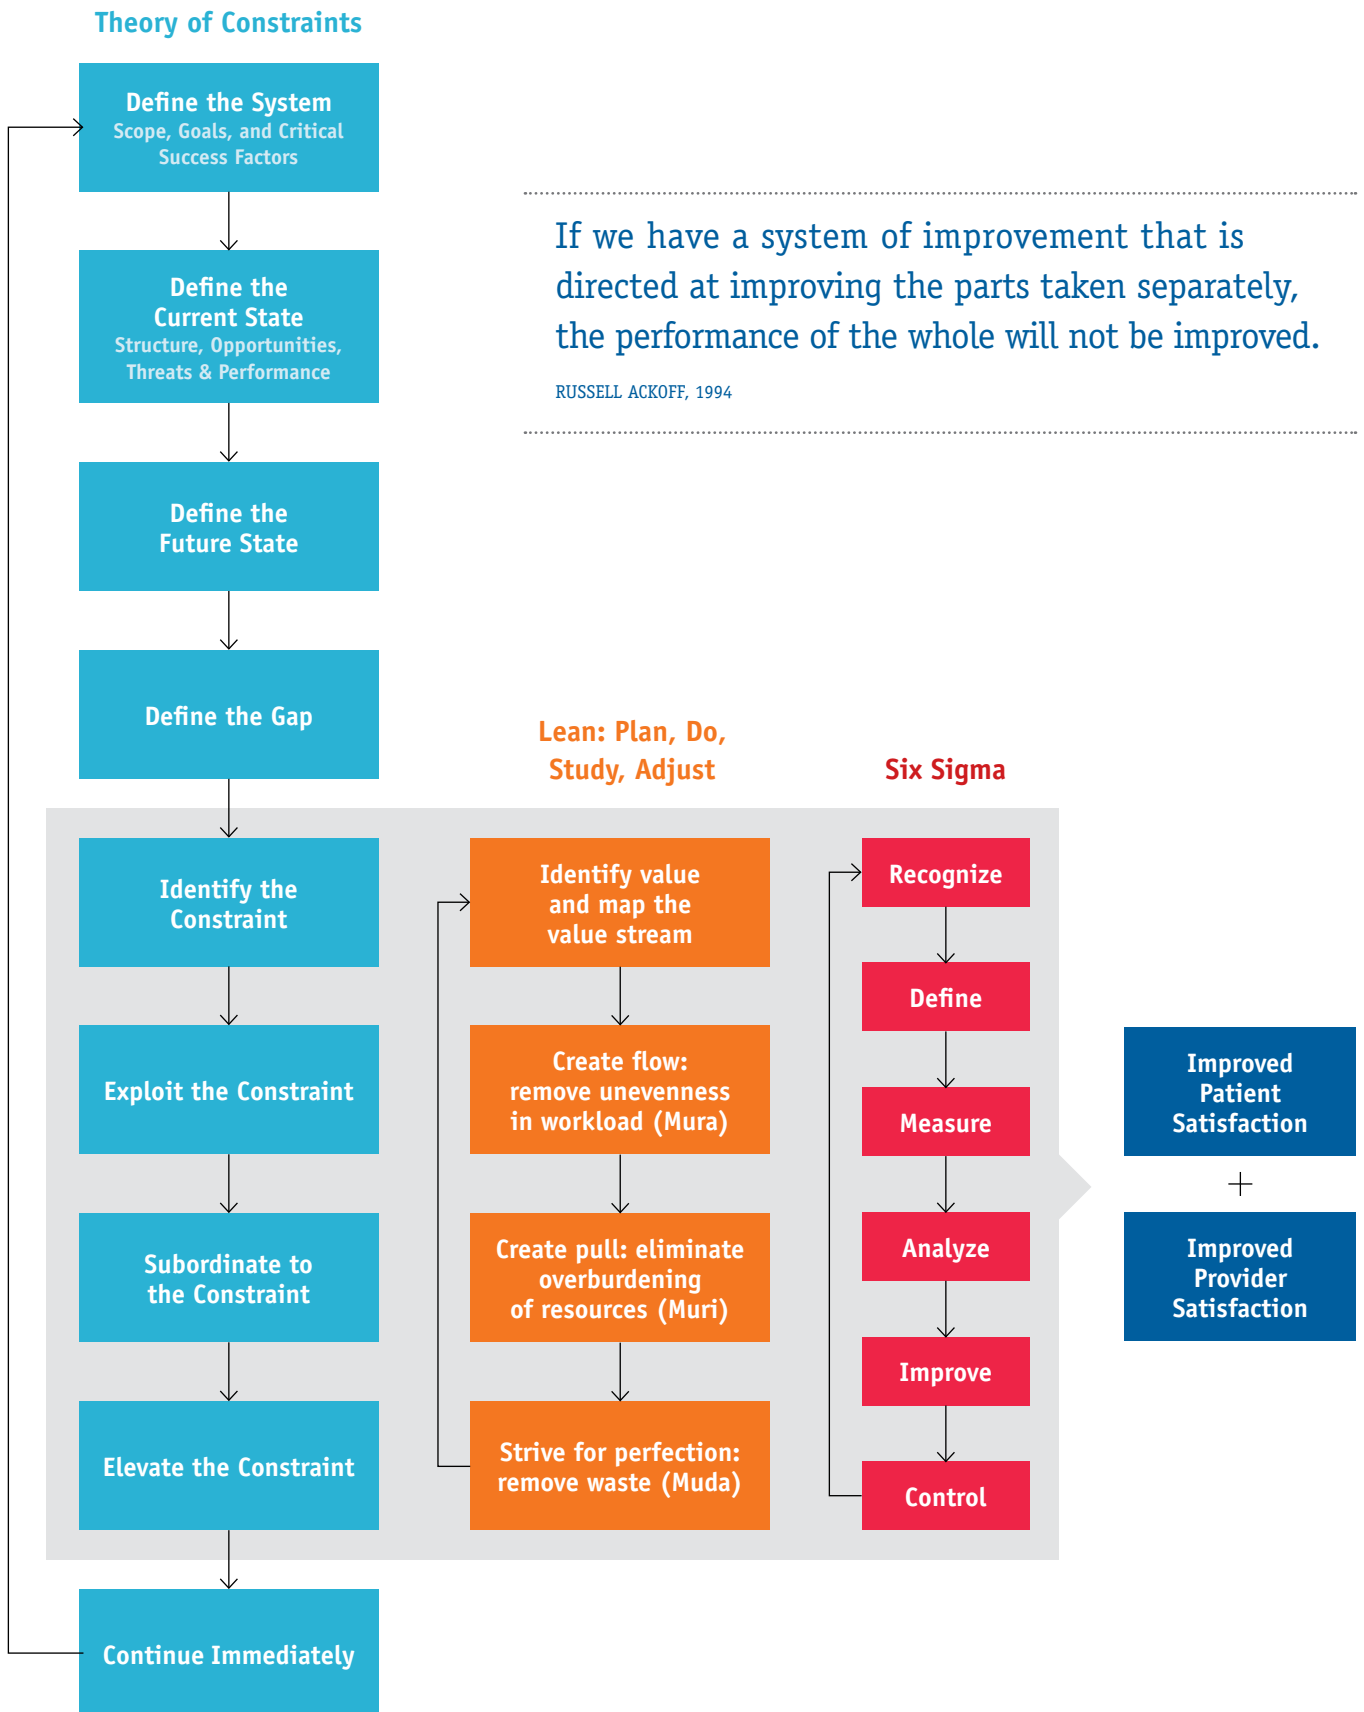 Theory of Constraints
Define the System
Scope, Goals, and Critical
Success Factors
Define the
Current State
Structure, Opportunities,
Threats & Performance
Define the
Future State
Define the Gap
Identify the
Constraint
Exploit the Constraint
Subordinate to
the Constraint
Elevate the Constraint
Continue Immediately
If we have a system of improvement that is
directed at improving the parts taken separately,
the performance of the whole will not be improved.
RUSSELL ACKOFF, 1994
Lean: Plan, Do,
Study, Adjust
Identify value
and map the
value stream
Create flow:
remove unevenness
in workload (Mura)
Create pull: eliminate
overburdening
of resources (Muri)
Strive for perfection:
remove waste (Muda)
Six Sigma
Recognize
Define
Measure
Analyze
Improve
Control
Improved
Patient
Satisfaction
+
Improved
Provider
Satisfaction